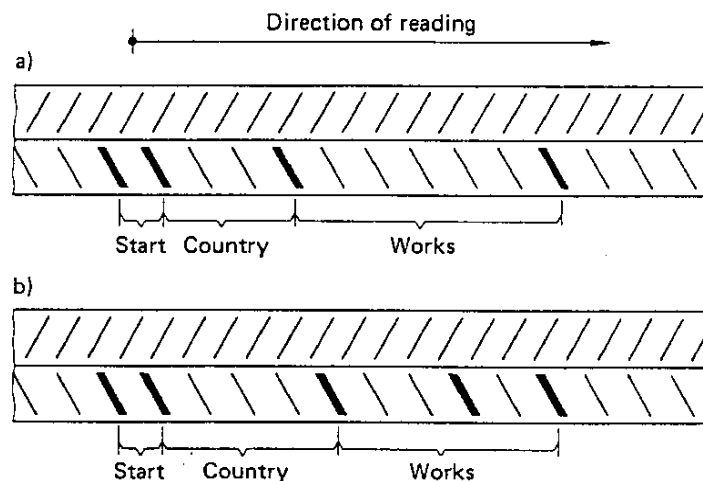 Direction of reading
a)
Start Country Works
b)
Start Country Works